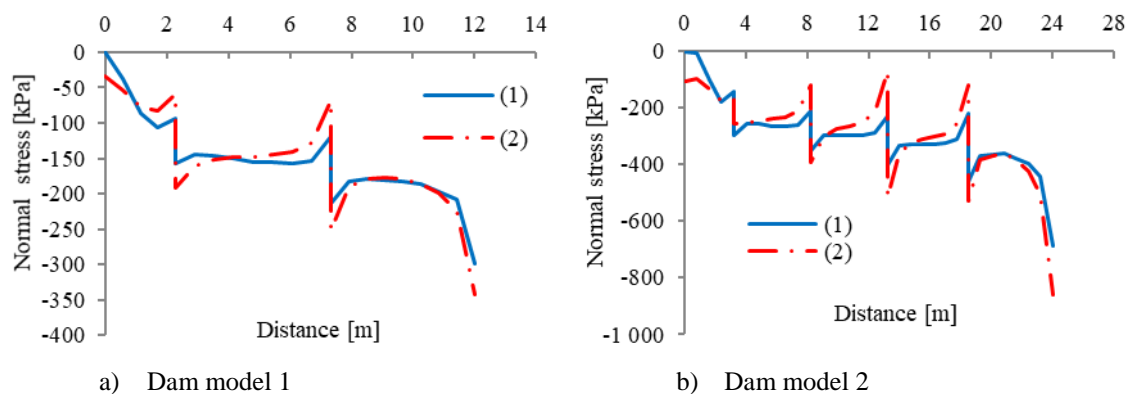 0 2 4 6 8 10 12 14
0
-50
-100
-150
-200
-250
-300
-350
-400
Normal stress [kPa]
(1)
(2)
Distance [m]
a) Dam model 1
0 4 8 12 16 20 24 28
0
-200
-400
-600
-800
-1 000
Normal stress [kPa]
(1)
(2)
Distance [m]
b) Dam model 2